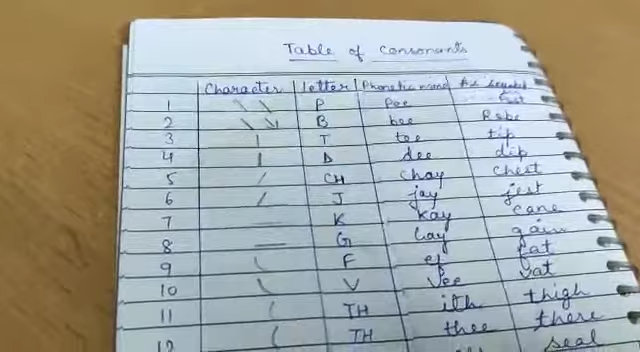 Table of Consonants
Character Letter Phonetic name As
1 P Pee
2 B bee Robe
3 T tee tip
4 D dee dip
5 CH chay chest
6 J jay jest
7 K kay cane
8 G Gay gain
9 F ef fat
10 V Vee Vat
11 TH ith thigh
12 TH thee there
seal